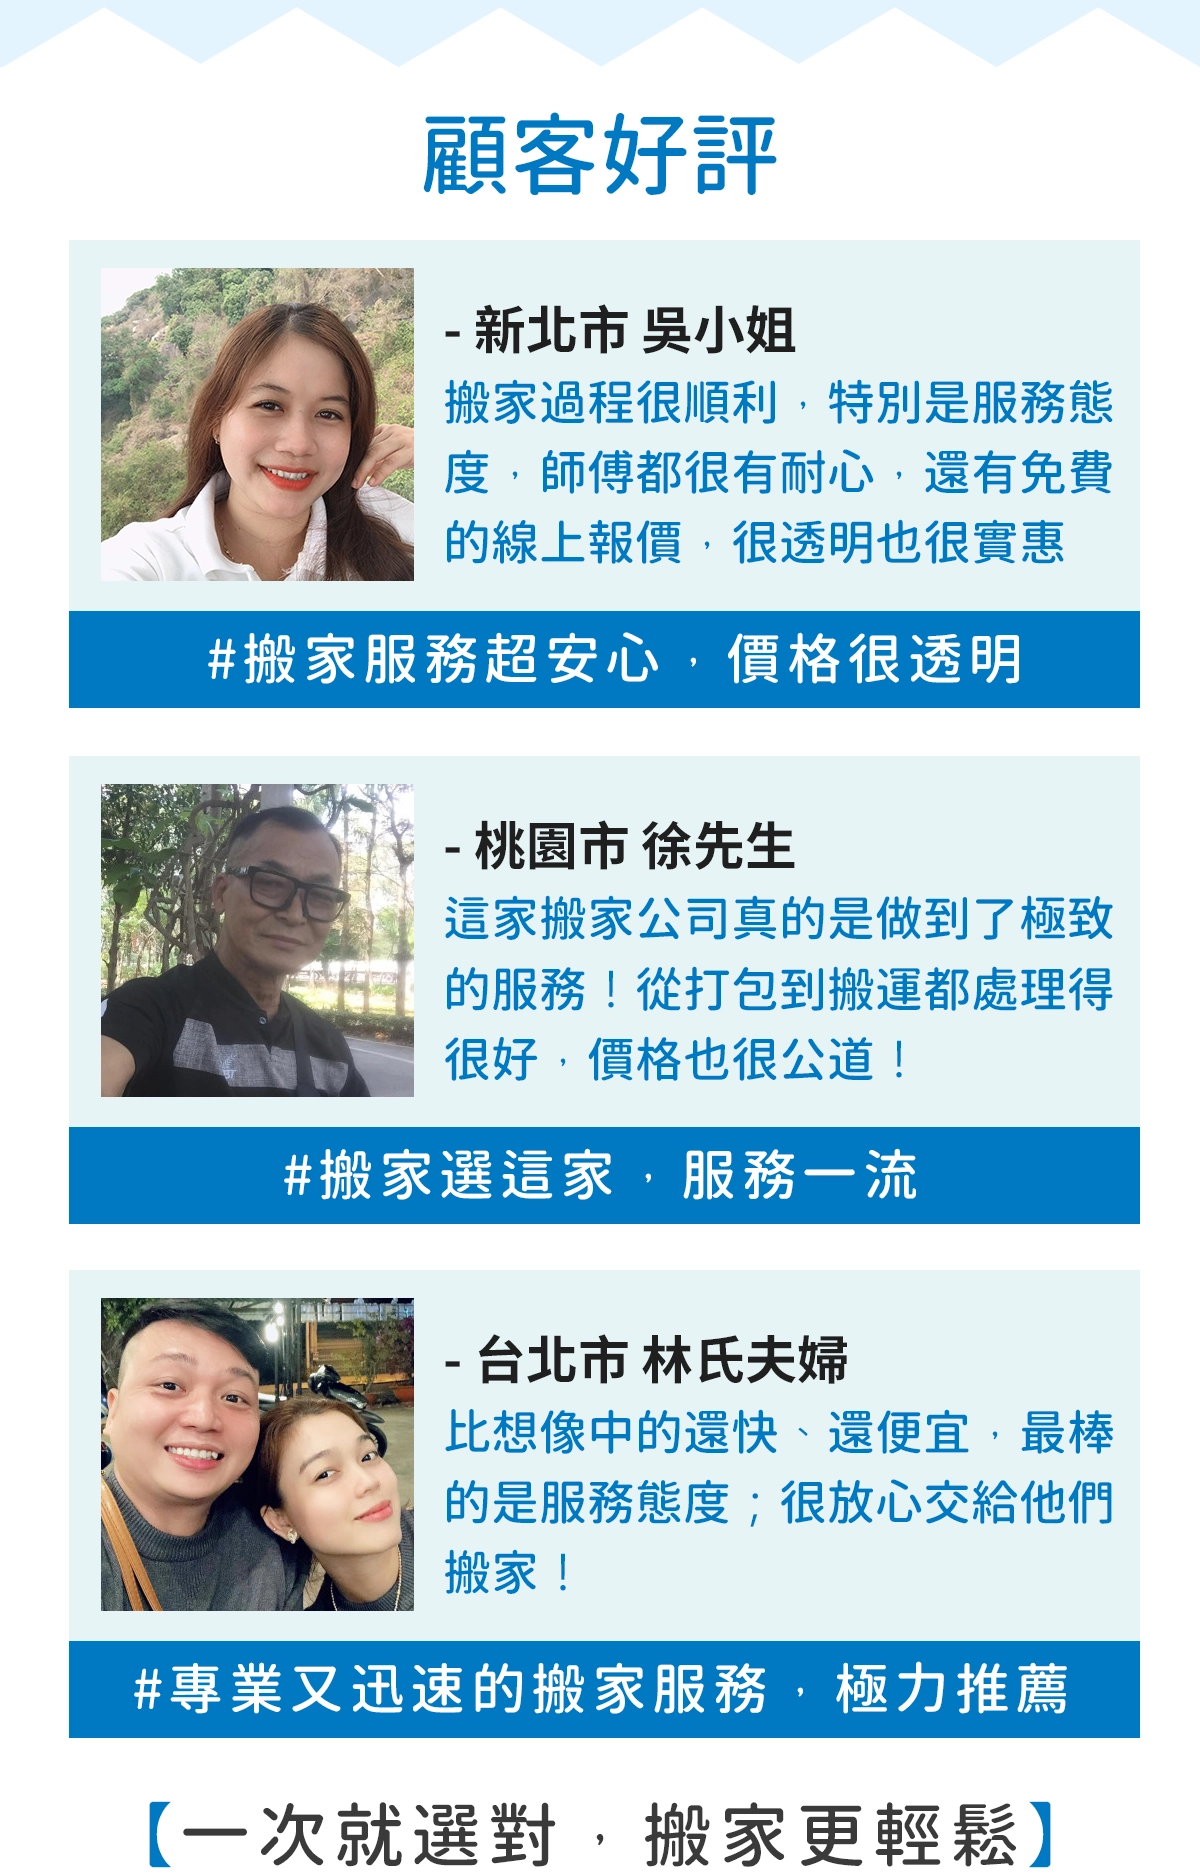 顧客好評
- 新北市 吳小姐
搬家過程很順利，特別是服務態
度，師傅都很有耐心，還有免費
的線上報價，很透明也很實惠
#搬家服務超安心，價格很透明
- 桃園市 徐先生
這家搬家公司真的是做到了極致
的服務！從打包到搬運都處理得
很好，價格也很公道！
#搬家選這家，服務一流
- 台北市 林氏夫婦
比想像中的還快、還便宜，最棒
的是服務態度；很放心交給他們
搬家！
#專業又迅速的搬家服務，極力推薦
【一次就選對，搬家更輕鬆】